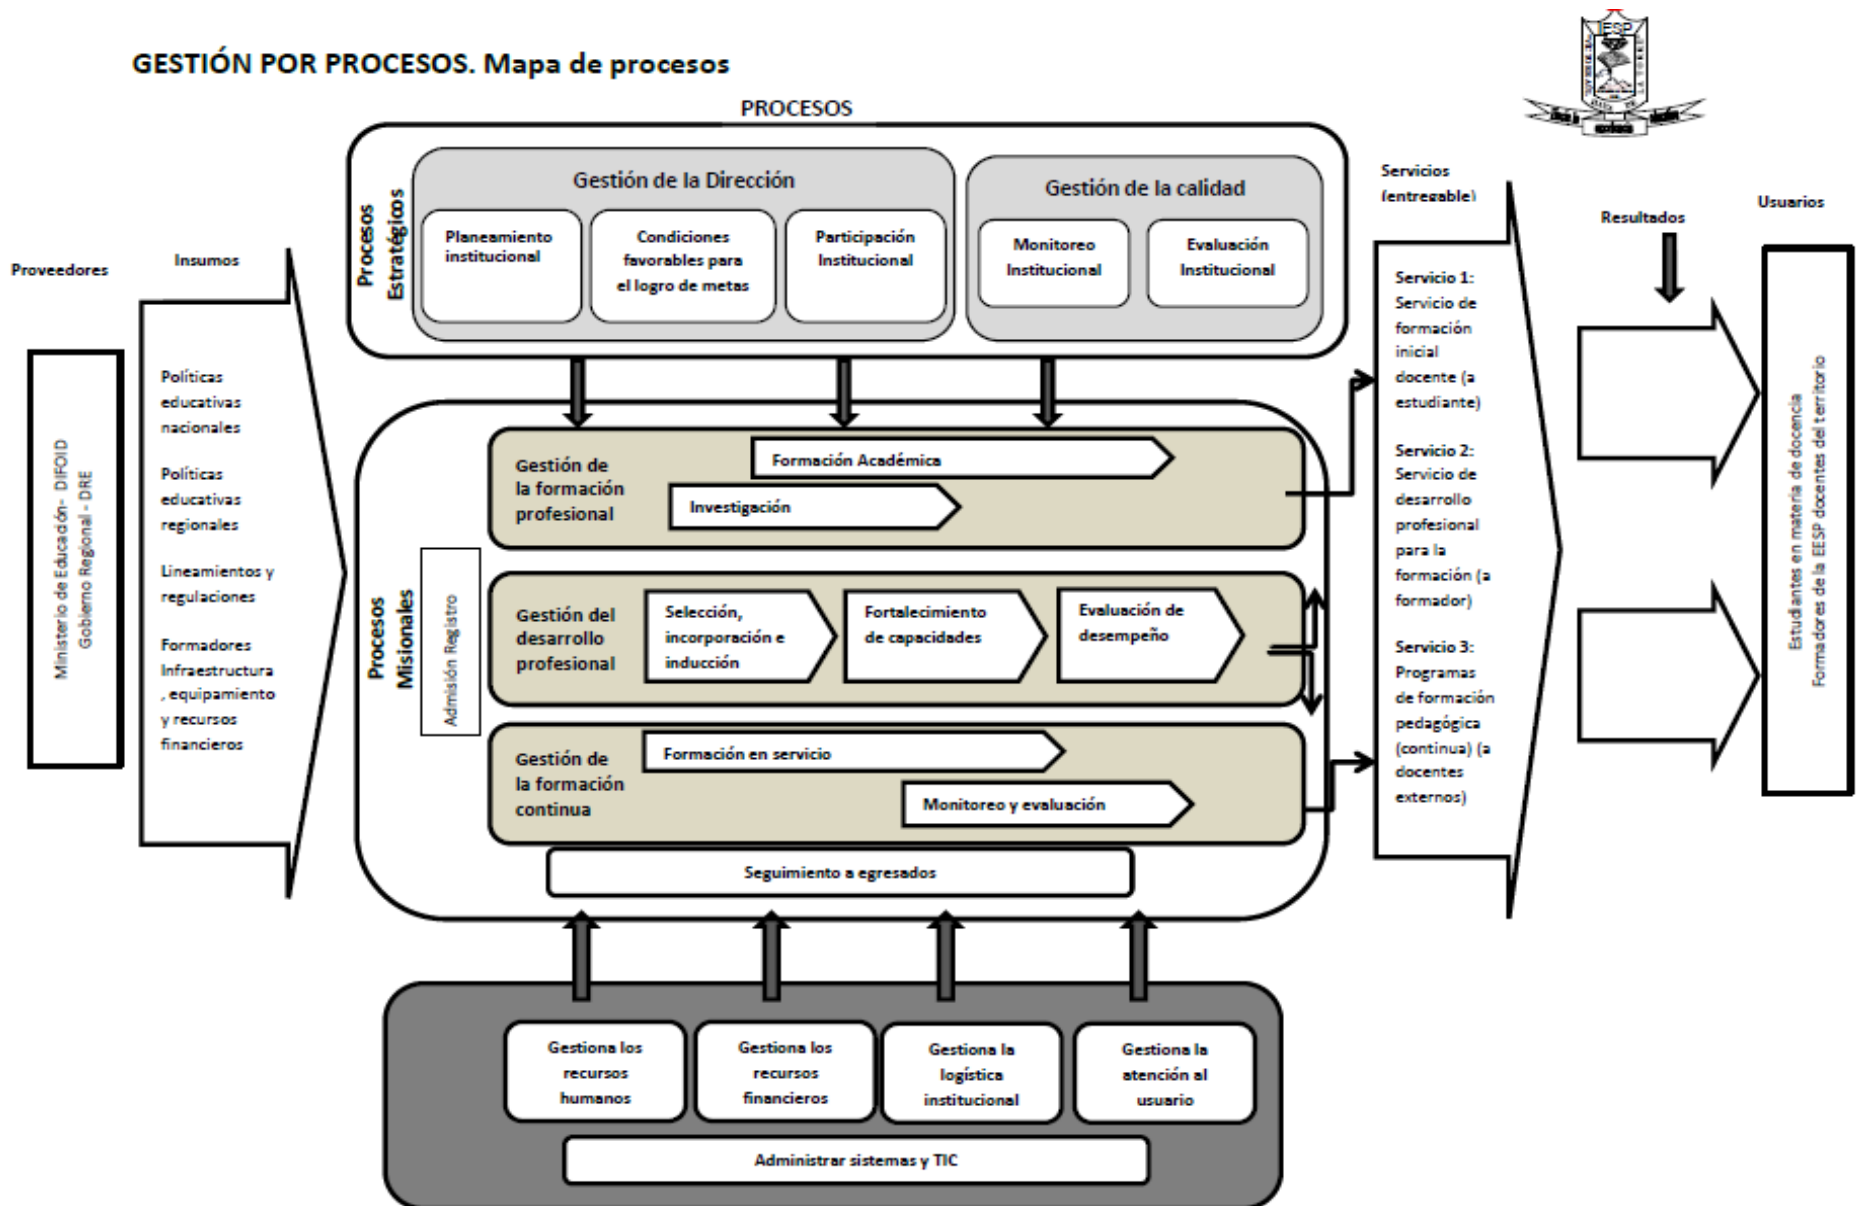 GESTIÓN POR PROCESOS. Mapa de procesos
IESP
LA TORRE
PROCESOS
Proveedores
Insumos
Ministerio de Educación- DIFOID
Gobierno Regional - DRE
Políticas
educativas
nacionales
Políticas
educativas
regionales
Lineamientos y
regulaciones
Formadores
Infraestructura
, equipamiento
y recursos
financieros
Procesos
Estratégicos
Gestión de la Dirección
Planeamiento
institucional
Condiciones
favorables para
el logro de metas
Participación
Institucional
Gestión de la calidad
Monitoreo
Institucional
Evaluación
Institucional
Procesos
Misionales
Admisión Registro
Gestión de
la formación
profesional
Formación Académica
Investigación
Gestión del
desarrollo
profesional
Selección,
incorporación e
inducción
Fortalecimiento
de capacidades
Evaluación de
desempeño
Gestión de
la formación
continua
Formación en servicio
Monitoreo y evaluación
Seguimiento a egresados
Gestiona los
recursos
humanos
Gestiona los
recursos
financieros
Gestiona la
logística
institucional
Gestiona la
atención al
usuario
Administrar sistemas y TIC
Servicios
(entregable)
Servicio 1:
Servicio de
formación
inicial
docente (a
estudiante)
Servicio 2:
Servicio de
desarrollo
profesional
para la
formación (a
formador)
Servicio 3:
Programas
de formación
pedagógica
(continua) (a
docentes
externos)
Resultados
Usuarios
Estudiantes en materia de docencia
Formadores de la EESP docentes del territorio